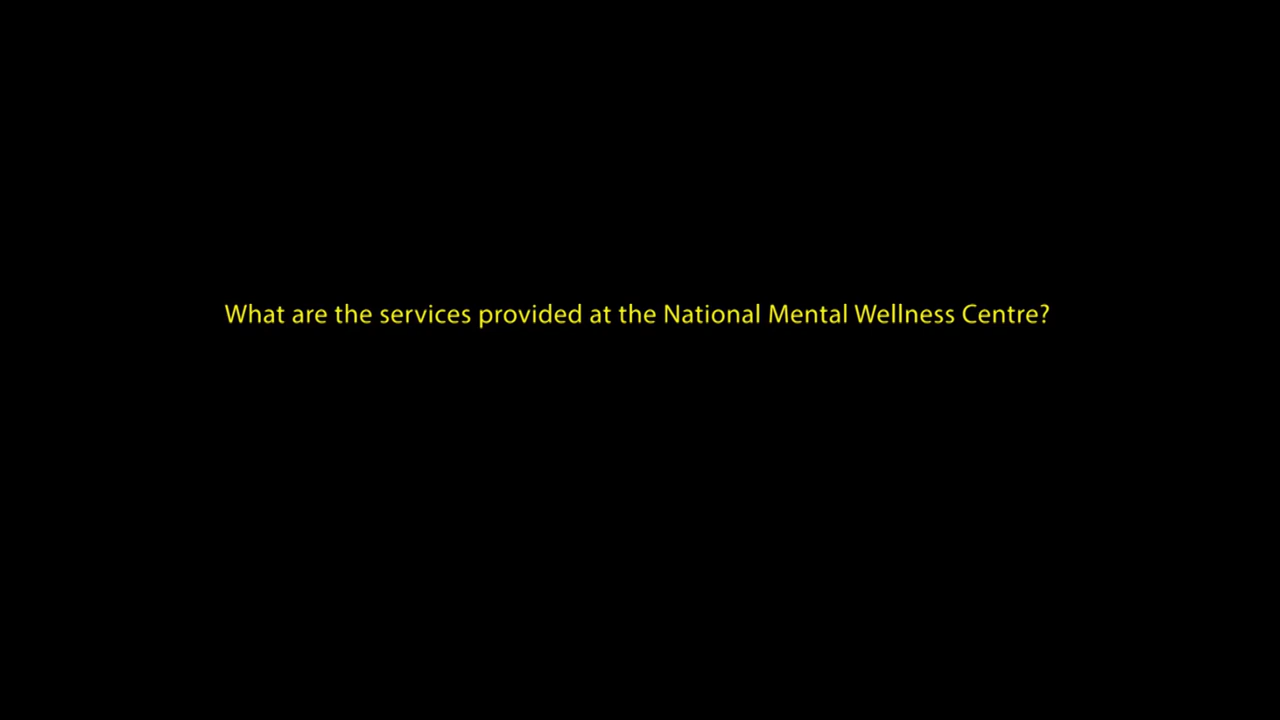 What are the services provided at the National Mental Wellness Centre?